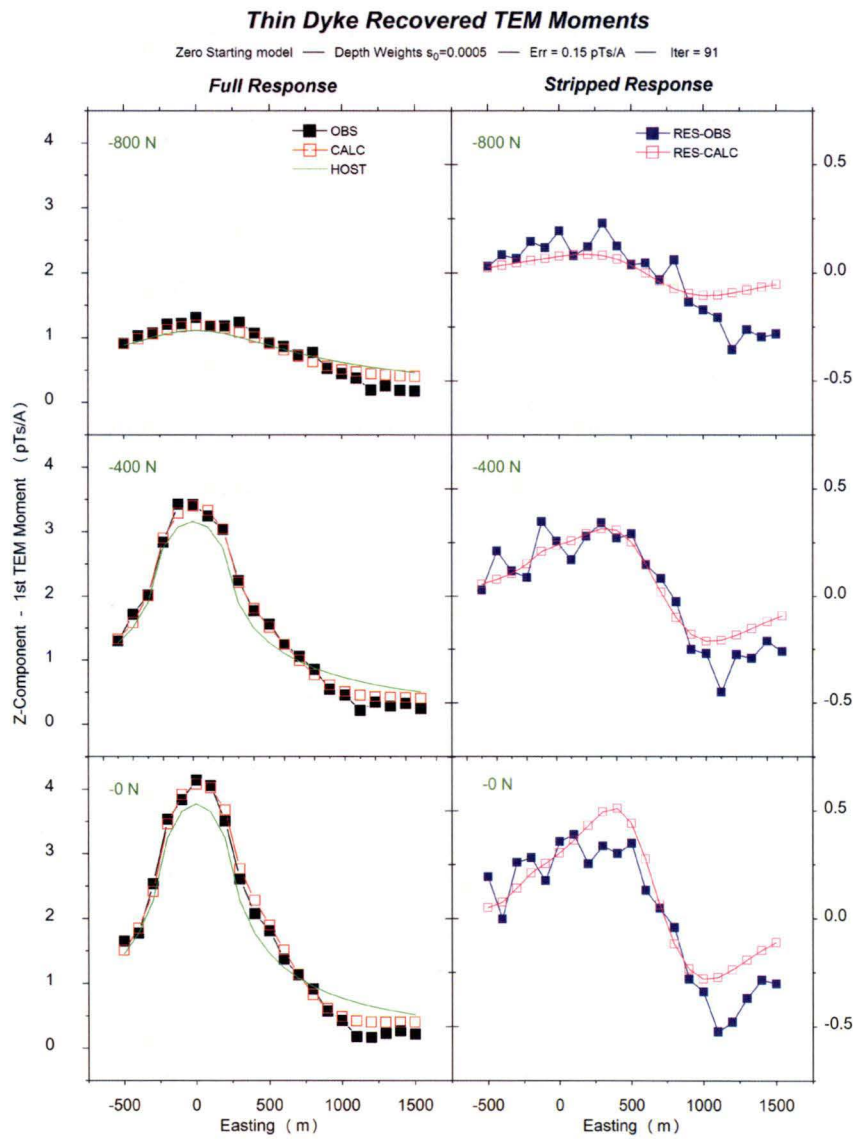 Thin Dyke Recovered TEM Moments
Zero Starting model — Depth Weights s0=0.0005 — Err = 0.15 pTs/A — Iter = 91
Full Response
Stripped Response
-800 N
OBS
CALC
HOST
4
3
2
1
0
-800 N
RES-OBS
RES-CALC
0.5
0.0
-0.5
-400 N
4
3
2
1
0
-400 N
0.5
0.0
-0.5
-0 N
4
3
2
1
0
-0 N
0.5
0.0
-0.5
Z-Component - 1st TEM Moment ( pTs/A )
-500 0 500 1000 1500
-500 0 500 1000 1500
Easting ( m )
Easting ( m )